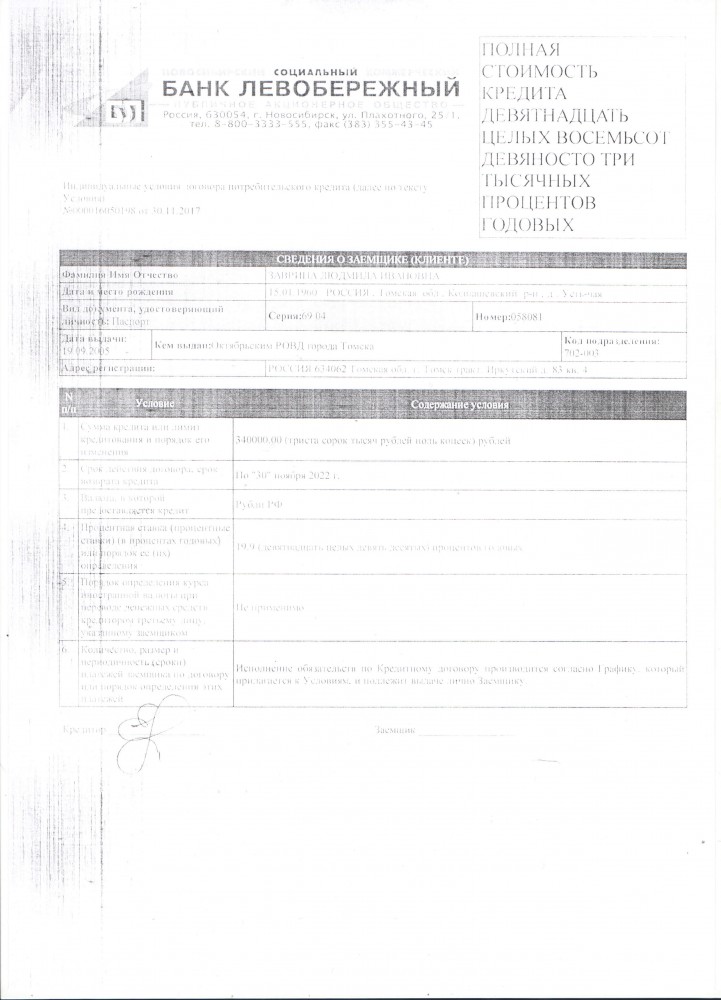 СОЦИАЛЬНЫЙ
БАНК ЛЕВОБЕРЕЖНЫЙ
ПУБЛИЧНОЕ АКЦИОНЕРНОЕ ОБЩЕСТВО
Россия, 630054, г. Новосибирск, ул. Плахотного, 25/1,
тел. 8-800-3333-555, факс (383) 355-43-45
ПОЛНАЯ
СТОИМОСТЬ
КРЕДИТА
ДЕВЯТНАДЦАТЬ
ЦЕЛЫХ ВОСЕМЬСОТ
ДЕВЯНОСТО ТРИ
ТЫСЯЧНЫХ
ПРОЦЕНТОВ
ГОДОВЫХ
Индивидуальные условия договора потребительского кредита (далее по тексту
Условия)
от 30.11.2017
СВЕДЕНИЯ О ЗАЕМЩИКЕ (КЛИЕНТЕ)
Фамилия Имя Отчество
ЛЮДМИЛА ИВАНОВНА
Дата и место рождения
15.01.1960 РОССИЯ, Томская обл., Колпашевский р-н, д.
Вид документа, удостоверяющий
личность: Паспорт
Серия:69 04
Номер:058081
Дата выдачи:
19.09.2005
Кем выдан:Октябрьским РОВД города Томска
Код подразделения:
702-003
Адрес регистрации:
РОССИЯ 634062 Томская обл. г. Томск тракт. Иркутский д. 83 кв. 4
N
п/п
Условие
Содержание условия
1. Сумма кредита или лимит
кредитования и порядок его
изменения
340000,00 (триста сорок тысяч рублей ноль копеек) рублей
2. Срок действия договора, срок
возврата кредита
По "30" ноября 2022 г.
3. Валюта, в которой
предоставляется кредит
Рубли РФ
4. Процентная ставка (процентные
ставки) (в процентах годовых)
или порядок ее (их)
определения
19.9 (девятнадцать целых девять десятых) процентов годовых
5. Порядок определения курса
иностранной валюты при
переводе денежных средств
кредитором третьему лицу,
указанному заемщиком
Не применимо
6. Количество, размер и
периодичность (сроки)
платежей заемщика по договору
или порядок определения этих
платежей
Исполнение обязательств по Кредитному договору производится согласно Графику, который
прилагается к Условиям, и подлежит выдаче лично Заемщику.
Кредитор
Заемщик